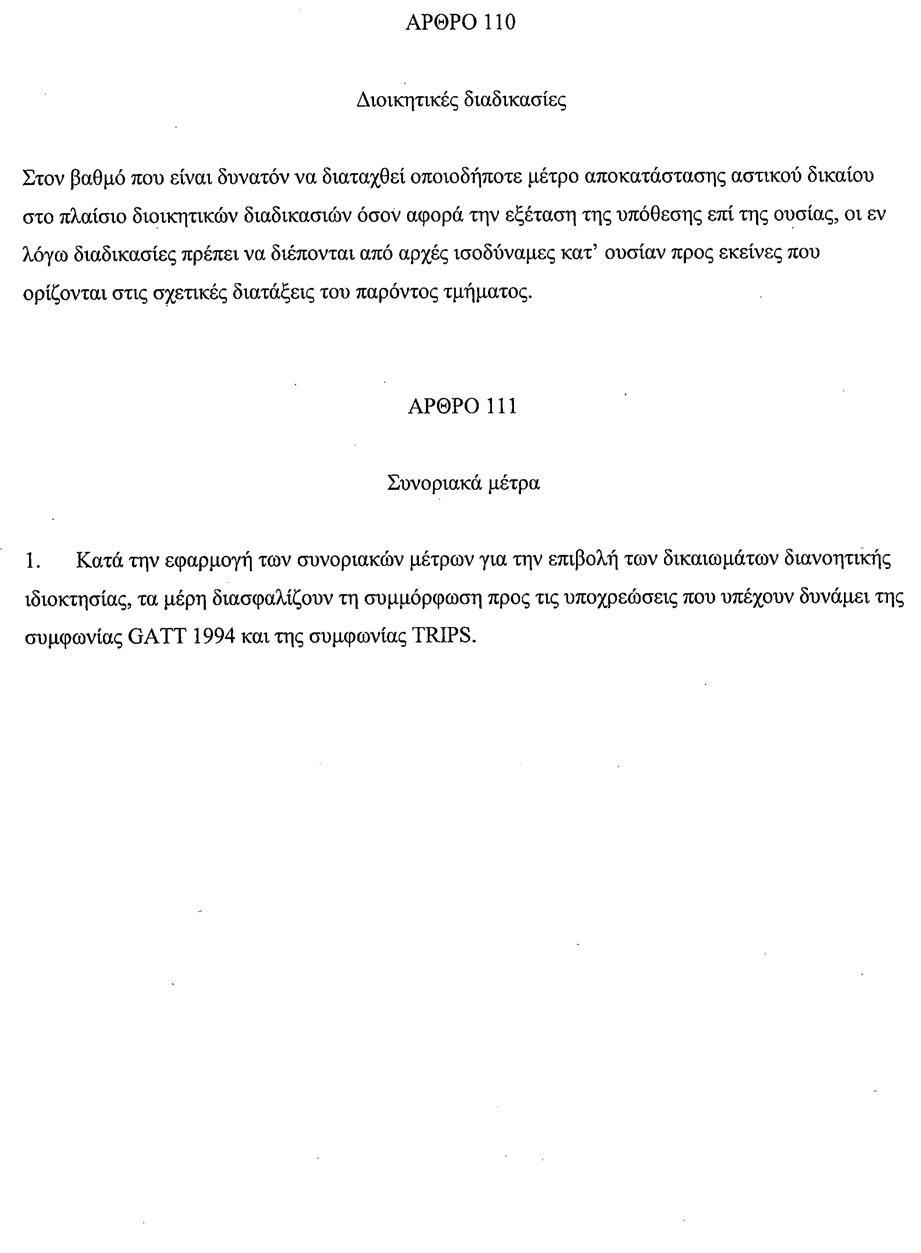 ΑΡΘΡΟ 110
Διοικητικές διαδικασίες
Στον βαθμό που είναι δυνατόν να διαταχθεί οποιοδήποτε μέτρο αποκατάστασης αστικού δικαίου
στο πλαίσιο διοικητικών διαδικασιών όσον αφορά την εξέταση της υπόθεσης επί της ουσίας, οι εν
λόγω διαδικασίες πρέπει να διέπονται από αρχές ισοδύναμες κατ’ ουσίαν προς εκείνες που
ορίζονται στις σχετικές διατάξεις του παρόντος τμήματος.
ΑΡΘΡΟ 111
Συνοριακά μέτρα
1. Κατά την εφαρμογή των συνοριακών μέτρων για την επιβολή των δικαιωμάτων διανοητικής
ιδιοκτησίας, τα μέρη διασφαλίζουν τη συμμόρφωση προς τις υποχρεώσεις που υπέχουν δυνάμει της
συμφωνίας GATT 1994 και της συμφωνίας TRIPS.